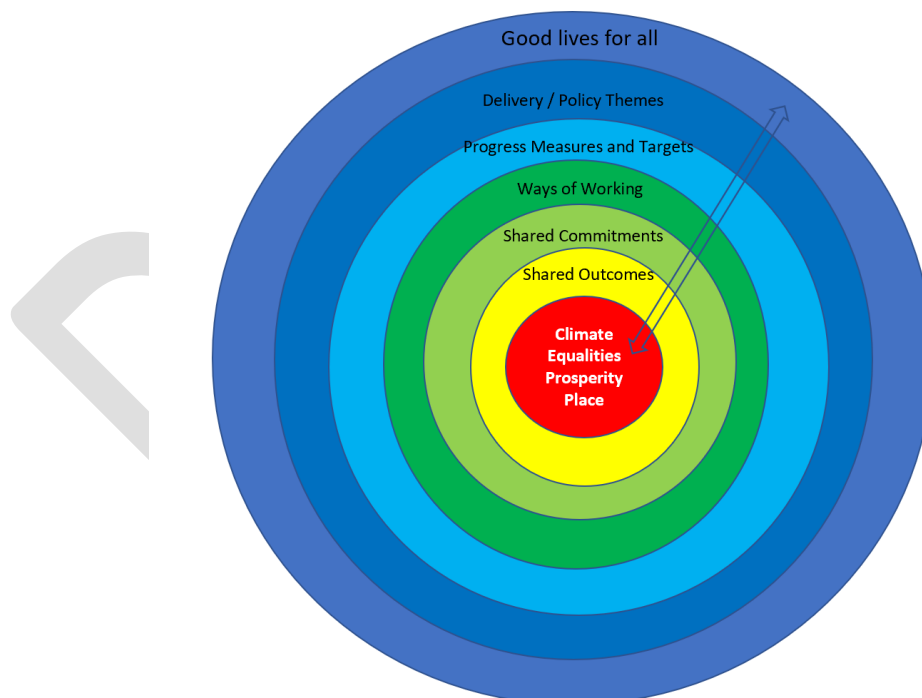 Good lives for all
Delivery / Policy Themes
Progress Measures and Targets
Ways of Working
Shared Commitments
Shared Outcomes
Climate
Equalities
Prosperity
Place